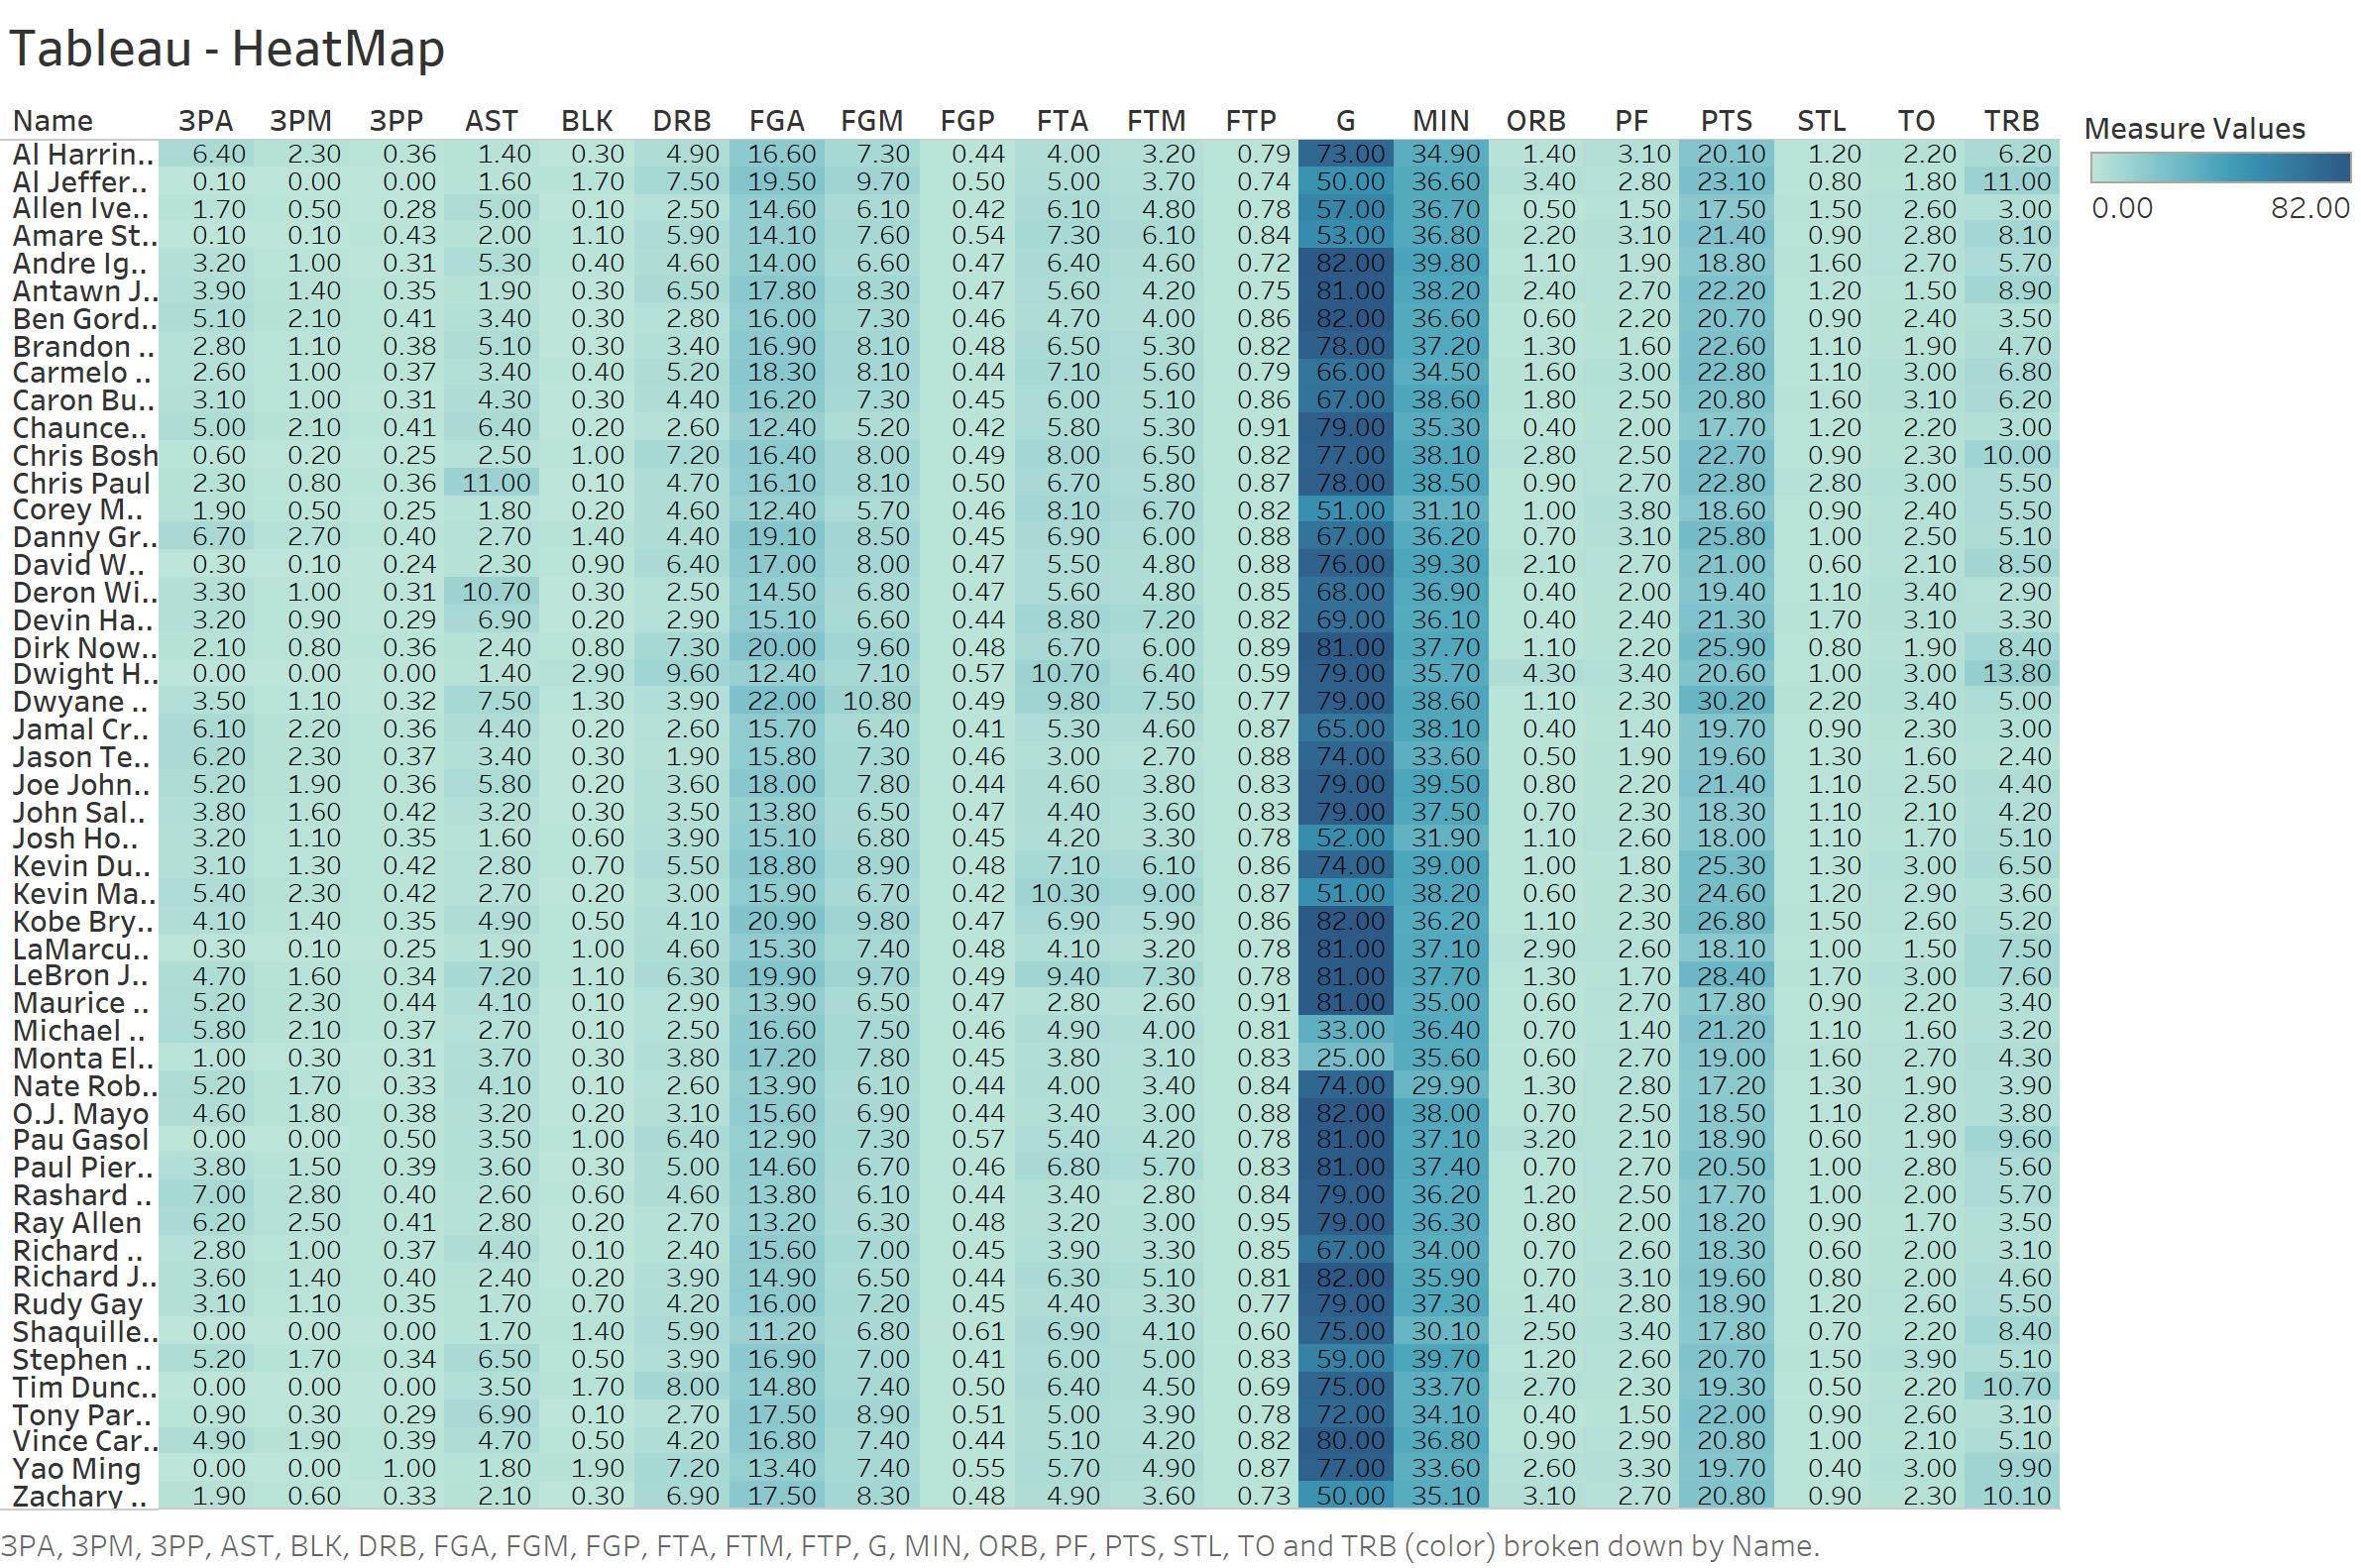 Tableau - HeatMap
Name 3PA 3PM 3PP AST BLK DRB FGA FGM FGP FTA FTM FTP G MIN ORB PF PTS STL TO TRB
Measure Values
0.00 82.00
Al Harrin.. 6.40 2.30 0.36 1.40 0.30 4.90 16.60 7.30 0.44 4.00 3.20 0.79 73.00 34.90 1.40 3.10 20.10 1.20 2.20 6.20
Al Jeffer.. 0.10 0.00 0.00 1.60 1.70 7.50 19.50 9.70 0.50 5.00 3.70 0.74 50.00 36.60 3.40 2.80 23.10 0.80 1.80 11.00
Allen Ive.. 1.70 0.50 0.28 5.00 0.10 2.50 14.60 6.10 0.42 6.10 4.80 0.78 57.00 36.70 0.50 1.50 17.50 1.50 2.60 3.00
Amare St.. 0.10 0.10 0.43 2.00 1.10 5.90 14.10 7.60 0.54 7.30 6.10 0.84 53.00 36.80 2.20 3.10 21.40 0.90 2.80 8.10
Andre Ig.. 3.20 1.00 0.31 5.30 0.40 4.60 14.00 6.60 0.47 6.40 4.60 0.72 82.00 39.80 1.10 1.90 18.80 1.60 2.70 5.70
Antawn J.. 3.90 1.40 0.35 1.90 0.30 6.50 17.80 8.30 0.47 5.60 4.20 0.75 81.00 38.20 2.40 2.70 22.20 1.20 1.50 8.90
Ben Gord.. 5.10 2.10 0.41 3.40 0.30 2.80 16.00 7.30 0.46 4.70 4.00 0.86 82.00 36.60 0.60 2.20 20.70 0.90 2.40 3.50
Brandon .. 2.80 1.10 0.38 5.10 0.30 3.40 16.90 8.10 0.48 6.50 5.30 0.82 78.00 37.20 1.30 1.60 22.60 1.10 1.90 4.70
Carmelo .. 2.60 1.00 0.37 3.40 0.40 5.20 18.30 8.10 0.44 7.10 5.60 0.79 66.00 34.50 1.60 3.00 22.80 1.10 3.00 6.80
Caron Bu.. 3.10 1.00 0.31 4.30 0.30 4.40 16.20 7.30 0.45 6.00 5.10 0.86 67.00 38.60 1.80 2.50 20.80 1.60 3.10 6.20
Chaunce.. 5.00 2.10 0.41 6.40 0.20 2.60 12.40 5.20 0.42 5.80 5.30 0.91 79.00 35.30 0.40 2.00 17.70 1.20 2.20 3.00
Chris Bosh 0.60 0.20 0.25 2.50 1.00 7.20 16.40 8.00 0.49 8.00 6.50 0.82 77.00 38.10 2.80 2.50 22.70 0.90 2.30 10.00
Chris Paul 2.30 0.80 0.36 11.00 0.10 4.70 16.10 8.10 0.50 6.70 5.80 0.87 78.00 38.50 0.90 2.70 22.80 2.80 3.00 5.50
Corey M.. 1.90 0.50 0.25 1.80 0.20 4.60 12.40 5.70 0.46 8.10 6.70 0.82 51.00 31.10 1.00 3.80 18.60 0.90 2.40 5.50
Danny Gr.. 6.70 2.70 0.40 2.70 1.40 4.40 19.10 8.50 0.45 6.90 6.00 0.88 67.00 36.20 0.70 3.10 25.80 1.00 2.50 5.10
David W.. 0.30 0.10 0.24 2.30 0.90 6.40 17.00 8.00 0.47 5.50 4.80 0.88 76.00 39.30 2.10 2.70 21.00 0.60 2.10 8.50
Deron Wi.. 3.30 1.00 0.31 10.70 0.30 2.50 14.50 6.80 0.47 5.60 4.80 0.85 68.00 36.90 0.40 2.00 19.40 1.10 3.40 2.90
Devin Ha.. 3.20 0.90 0.29 6.90 0.20 2.90 15.10 6.60 0.44 8.80 7.20 0.82 69.00 36.10 0.40 2.40 21.30 1.70 3.10 3.30
Dirk Now.. 2.10 0.80 0.36 2.40 0.80 7.30 20.00 9.60 0.48 6.70 6.00 0.89 81.00 37.70 1.10 2.20 25.90 0.80 1.90 8.40
Dwight H.. 0.00 0.00 0.00 1.40 2.90 9.60 12.40 7.10 0.57 10.70 6.40 0.59 79.00 35.70 4.30 3.40 20.60 1.00 3.00 13.80
Dwyane .. 3.50 1.10 0.32 7.50 1.30 3.90 22.00 10.80 0.49 9.80 7.50 0.77 79.00 38.60 1.10 2.30 30.20 2.20 3.40 5.00
Jamal Cr.. 6.10 2.20 0.36 4.40 0.20 2.60 15.70 6.40 0.41 5.30 4.60 0.87 65.00 38.10 0.40 1.40 19.70 0.90 2.30 3.00
Jason Te.. 6.20 2.30 0.37 3.40 0.30 1.90 15.80 7.30 0.46 3.00 2.70 0.88 74.00 33.60 0.50 1.90 19.60 1.30 1.60 2.40
Joe John.. 5.20 1.90 0.36 5.80 0.20 3.60 18.00 7.80 0.44 4.60 3.80 0.83 79.00 39.50 0.80 2.20 21.40 1.10 2.50 4.40
John Sal.. 3.80 1.60 0.42 3.20 0.30 3.50 13.80 6.50 0.47 4.40 3.60 0.83 79.00 37.50 0.70 2.30 18.30 1.10 2.10 4.20
Josh Ho.. 3.20 1.10 0.35 1.60 0.60 3.90 15.10 6.80 0.45 4.20 3.30 0.78 52.00 31.90 1.10 2.60 18.00 1.10 1.70 5.10
Kevin Du.. 3.10 1.30 0.42 2.80 0.70 5.50 18.80 8.90 0.48 7.10 6.10 0.86 74.00 39.00 1.00 1.80 25.30 1.30 3.00 6.50
Kevin Ma.. 5.40 2.30 0.42 2.70 0.20 3.00 15.90 6.70 0.42 10.30 9.00 0.87 51.00 38.20 0.60 2.30 24.60 1.20 2.90 3.60
Kobe Bry.. 4.10 1.40 0.35 4.90 0.50 4.10 20.90 9.80 0.47 6.90 5.90 0.86 82.00 36.20 1.10 2.30 26.80 1.50 2.60 5.20
LaMarcu.. 0.30 0.10 0.25 1.90 1.00 4.60 15.30 7.40 0.48 4.10 3.20 0.78 81.00 37.10 2.90 2.60 18.10 1.00 1.50 7.50
LeBron J.. 4.70 1.60 0.34 7.20 1.10 6.30 19.90 9.70 0.49 9.40 7.30 0.78 81.00 37.70 1.30 1.70 28.40 1.70 3.00 7.60
Maurice .. 5.20 2.30 0.44 4.10 0.10 2.90 13.90 6.50 0.47 2.80 2.60 0.91 81.00 35.00 0.60 2.70 17.80 0.90 2.20 3.40
Michael .. 5.80 2.10 0.37 2.70 0.10 2.50 16.60 7.50 0.46 4.90 4.00 0.81 33.00 36.40 0.70 1.40 21.20 1.10 1.60 3.20
Monta El.. 1.00 0.30 0.31 3.70 0.30 3.80 17.20 7.80 0.45 3.80 3.10 0.83 25.00 35.60 0.60 2.70 19.00 1.60 2.70 4.30
Nate Rob.. 5.20 1.70 0.33 4.10 0.10 2.60 13.90 6.10 0.44 4.00 3.40 0.84 74.00 29.90 1.30 2.80 17.20 1.30 1.90 3.90
O.J. Mayo 4.60 1.80 0.38 3.20 0.20 3.10 15.60 6.90 0.44 3.40 3.00 0.88 82.00 38.00 0.70 2.50 18.50 1.10 2.80 3.80
Pau Gasol 0.00 0.00 0.50 3.50 1.00 6.40 12.90 7.30 0.57 5.40 4.20 0.78 81.00 37.10 3.20 2.10 18.90 0.60 1.90 9.60
Paul Pier.. 3.80 1.50 0.39 3.60 0.30 5.00 14.60 6.70 0.46 6.80 5.70 0.83 81.00 37.40 0.70 2.70 20.50 1.00 2.80 5.60
Rashard .. 7.00 2.80 0.40 2.60 0.60 4.60 13.80 6.10 0.44 3.40 2.80 0.84 79.00 36.20 1.20 2.50 17.70 1.00 2.00 5.70
Ray Allen 6.20 2.50 0.41 2.80 0.20 2.70 13.20 6.30 0.48 3.20 3.00 0.95 79.00 36.30 0.80 2.00 18.20 0.90 1.70 3.50
Richard .. 2.80 1.00 0.37 4.40 0.10 2.40 15.60 7.00 0.45 3.90 3.30 0.85 67.00 34.00 0.70 2.60 18.30 0.60 2.00 3.10
Richard J.. 3.60 1.40 0.40 2.40 0.20 3.90 14.90 6.50 0.44 6.30 5.10 0.81 82.00 35.90 0.70 3.10 19.60 0.80 2.00 4.60
Rudy Gay 3.10 1.10 0.35 1.70 0.70 4.20 16.00 7.20 0.45 4.40 3.30 0.77 79.00 37.30 1.40 2.80 18.90 1.20 2.60 5.50
Shaquille.. 0.00 0.00 0.00 1.70 1.40 5.90 11.20 6.80 0.61 6.90 4.10 0.60 75.00 30.10 2.50 3.40 17.80 0.70 2.20 8.40
Stephen .. 5.20 1.70 0.34 6.50 0.50 3.90 16.90 7.00 0.41 6.00 5.00 0.83 59.00 39.70 1.20 2.60 20.70 1.50 3.90 5.10
Tim Dunc.. 0.00 0.00 0.00 3.50 1.70 8.00 14.80 7.40 0.50 6.40 4.50 0.69 75.00 33.70 2.70 2.30 19.30 0.50 2.20 10.70
Tony Par.. 0.90 0.30 0.29 6.90 0.10 2.70 17.50 8.90 0.51 5.00 3.90 0.78 72.00 34.10 0.40 1.50 22.00 0.90 2.60 3.10
Vince Car.. 4.90 1.90 0.39 4.70 0.50 4.20 16.80 7.40 0.44 5.10 4.20 0.82 80.00 36.80 0.90 2.90 20.80 1.00 2.10 5.10
Yao Ming 0.00 0.00 1.00 1.80 1.90 7.20 13.40 7.40 0.55 5.70 4.90 0.87 77.00 33.60 2.60 3.30 19.70 0.40 3.00 9.90
Zachary .. 1.90 0.60 0.33 2.10 0.30 6.90 17.50 8.30 0.48 4.90 3.60 0.73 50.00 35.10 3.10 2.70 20.80 0.90 2.30 10.10
3PA, 3PM, 3PP, AST, BLK, DRB, FGA, FGM, FGP, FTA, FTM, FTP, G, MIN, ORB, PF, PTS, STL, TO and TRB (color) broken down by Name.